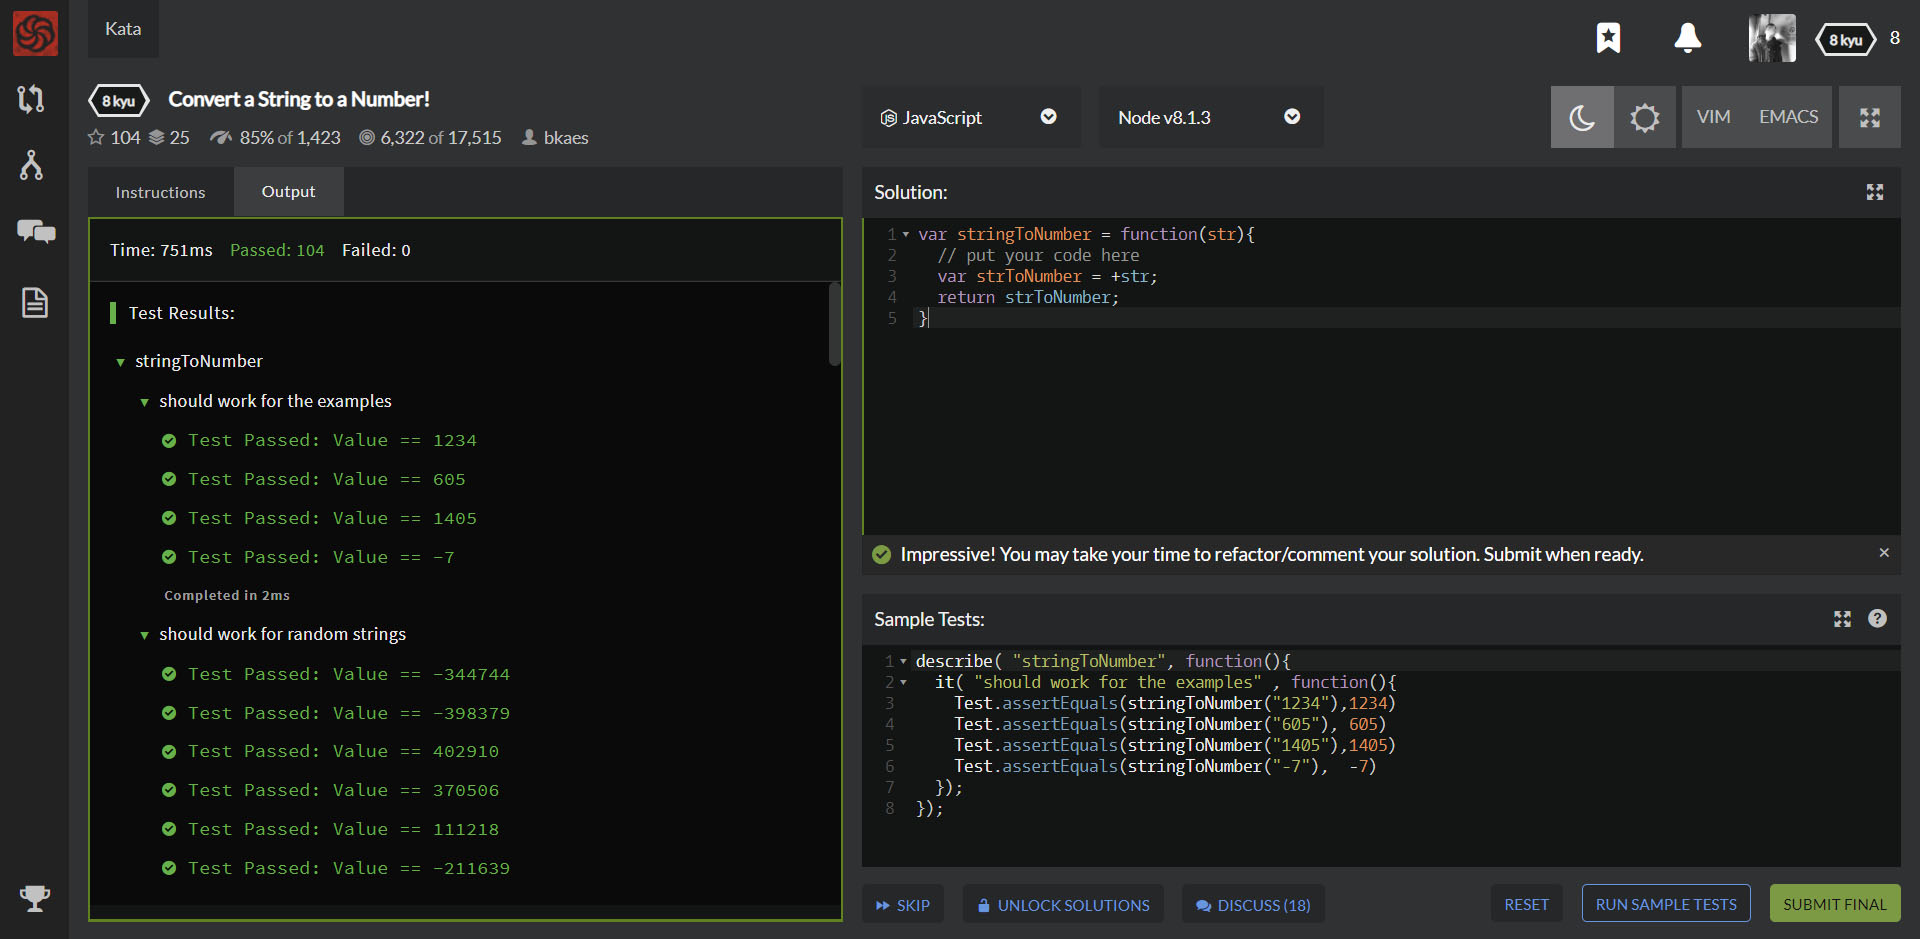 Kata
8 kyu
8
8 kyu Convert a String to a Number!
104 25 85% of 1,423 6,322 of 17,515 bkaes
JavaScript
Node v8.1.3
VIM EMACS
Instructions Output
Time: 751ms Passed: 104 Failed: 0
Test Results:
stringToNumber
should work for the examples
Test Passed: Value == 1234
Test Passed: Value == 605
Test Passed: Value == 1405
Test Passed: Value == -7
Completed in 2ms
should work for random strings
Test Passed: Value == -344744
Test Passed: Value == -398379
Test Passed: Value == 402910
Test Passed: Value == 370506
Test Passed: Value == 111218
Test Passed: Value == -211639
Solution:
1 var stringToNumber = function(str){
2 // put your code here
3 var strToNumber = +str;
4 return strToNumber;
5 }
Impressive! You may take your time to refactor/comment your solution. Submit when ready. ×
Sample Tests:
?
1 describe( "stringToNumber", function(){
2 it( "should work for the examples" , function(){
3 Test.assertEquals(stringToNumber("1234"),1234)
4 Test.assertEquals(stringToNumber("605"), 605)
5 Test.assertEquals(stringToNumber("1405"),1405)
6 Test.assertEquals(stringToNumber("-7"),  -7)
7 });
8 });
SKIP UNLOCK SOLUTIONS DISCUSS (18) RESET RUN SAMPLE TESTS SUBMIT FINAL